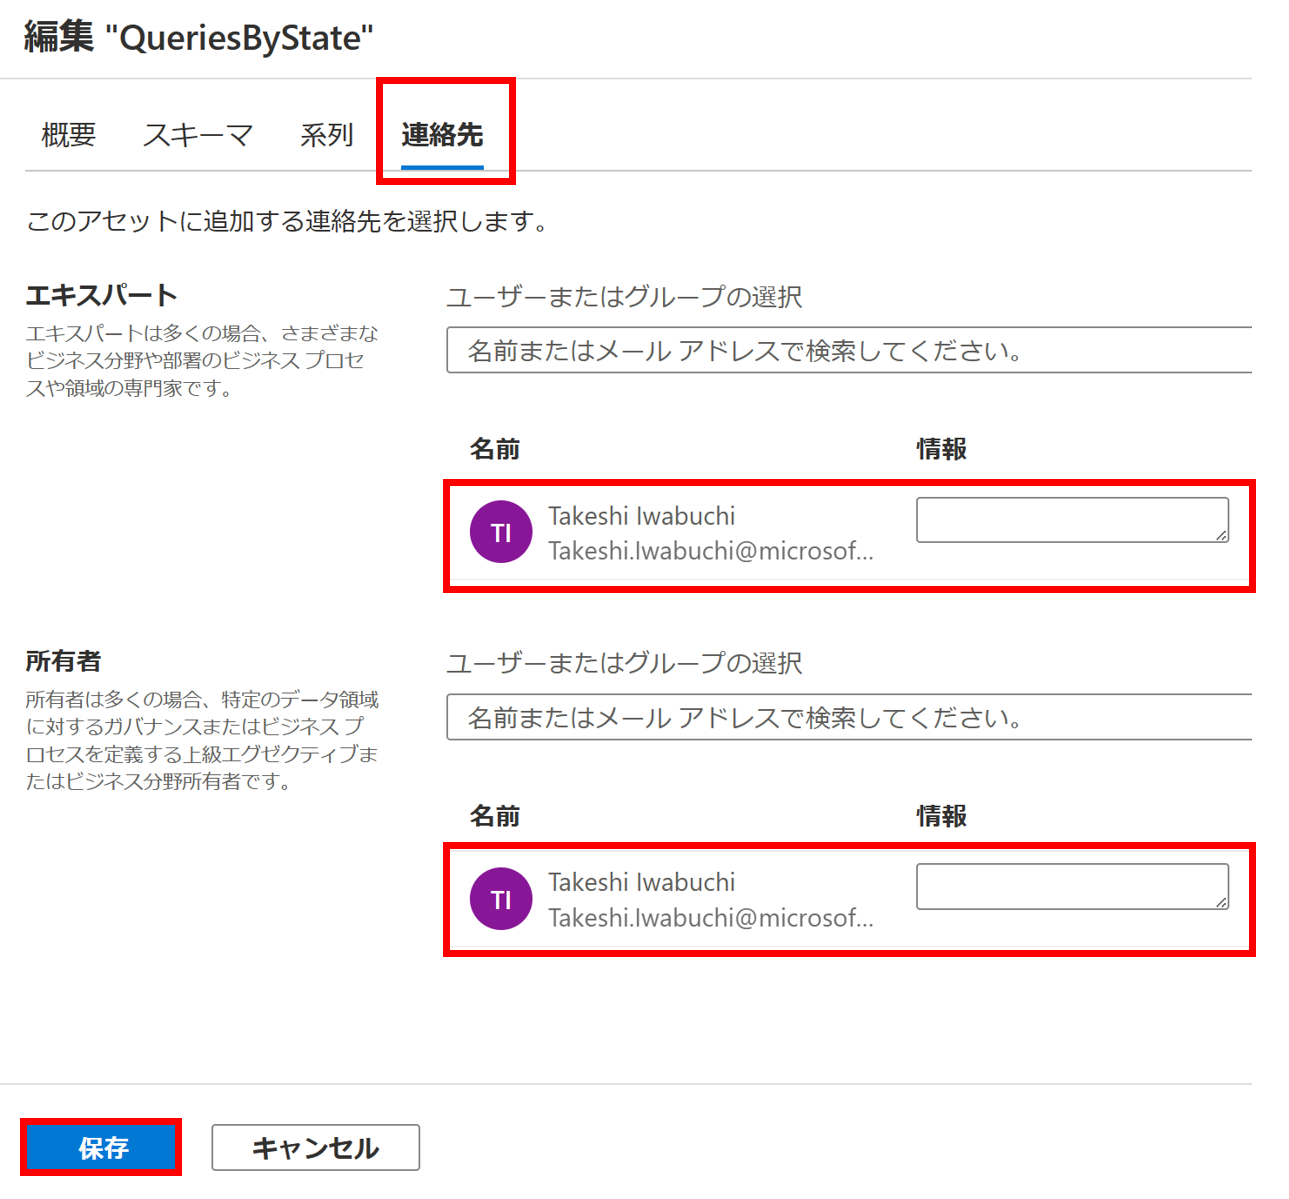 編集 "QueriesByState"
概要 スキーマ 系列 連絡先
このアセットに追加する連絡先を選択します。
エキスパート
エキスパートは多くの場合、さまざまな
ビジネス分野や部署のビジネス プロセ
スや領域の専門家です。
ユーザーまたはグループの選択
名前またはメール アドレスで検索してください。
名前 情報
TI
Takeshi Iwabuchi
Takeshi.Iwabuchi@microsof...
所有者
所有者は多くの場合、特定のデータ領域
に対するガバナンスまたはビジネス プ
ロセスを定義する上級エグゼクティブま
たはビジネス分野所有者です。
ユーザーまたはグループの選択
名前またはメール アドレスで検索してください。
名前 情報
TI
Takeshi Iwabuchi
Takeshi.Iwabuchi@microsof...
保存 キャンセル